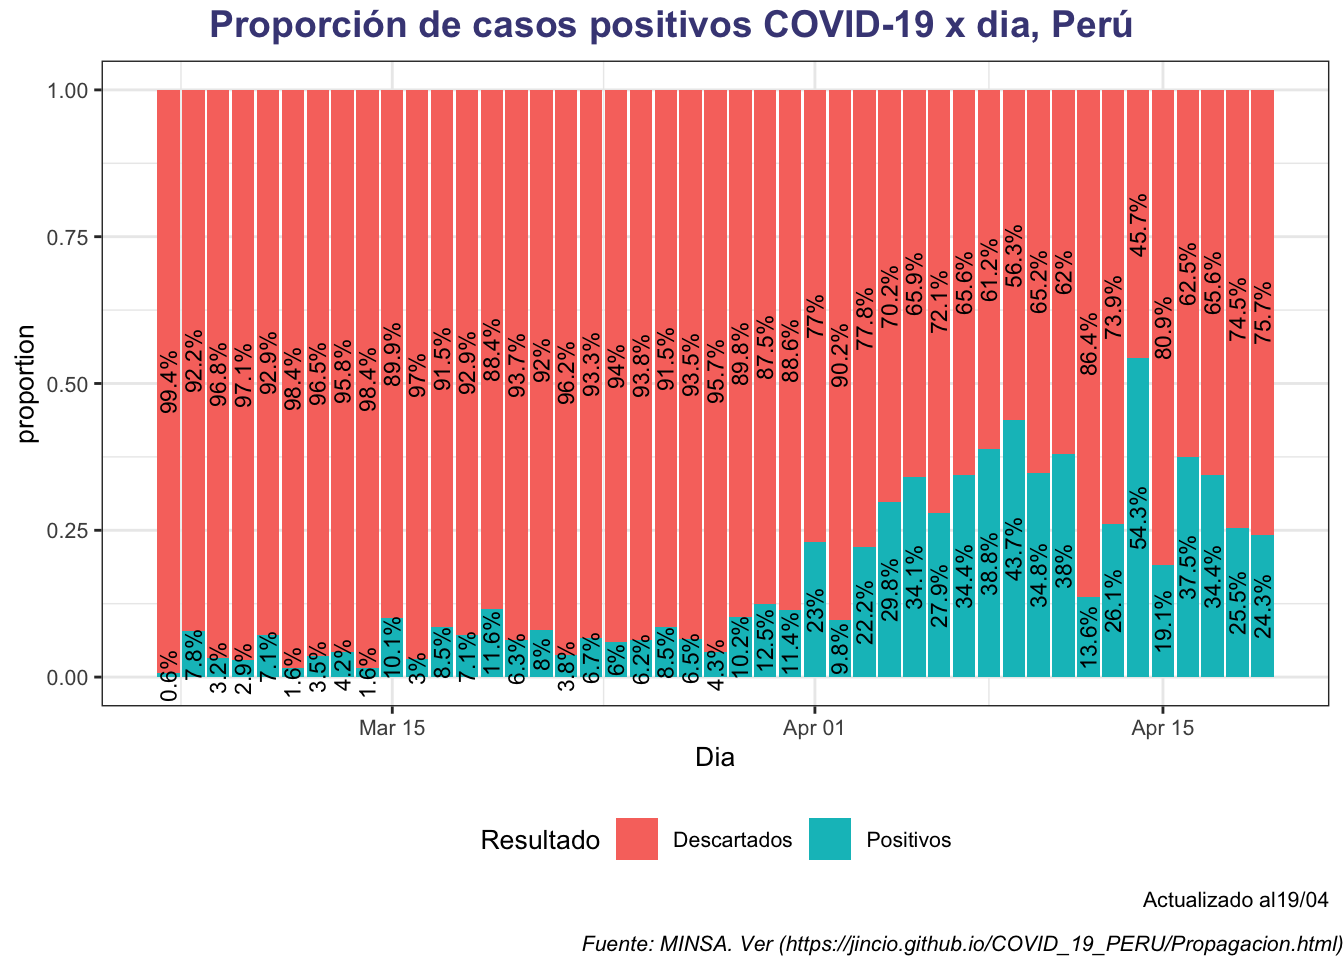 Proporción de casos positivos COVID-19 x dia, Perú
1.00
0.75
0.50
0.25
0.00
proportion
99.4% 92.2% 96.8% 97.1% 92.9% 98.4% 96.5% 95.8% 98.4% 89.9% 97% 91.5% 92.9% 88.4% 93.7% 92% 96.2% 93.3% 94% 93.8% 91.5% 93.5% 95.7% 89.8% 87.5% 88.6% 77% 90.2% 77.8% 70.2% 65.9% 72.1% 65.6% 61.2% 56.3% 65.2% 62% 86.4% 73.9% 45.7% 80.9% 62.5% 65.6% 74.5% 75.7%
0.6% 7.8% 3.2% 2.9% 7.1% 1.6% 3.5% 4.2% 1.6% 10.1% 3% 8.5% 7.1% 11.6% 6.3% 8% 3.8% 6.7% 6% 6.2% 8.5% 6.5% 4.3% 10.2% 12.5% 11.4% 23% 9.8% 22.2% 29.8% 34.1% 27.9% 34.4% 38.8% 43.7% 34.8% 38% 13.6% 26.1% 54.3% 19.1% 37.5% 34.4% 25.5% 24.3%
Mar 15 Apr 01 Apr 15
Dia
Resultado Descartados Positivos
Actualizado al19/04
Fuente: MINSA. Ver (https://jincio.github.io/COVID_19_PERU/Propagacion.html)